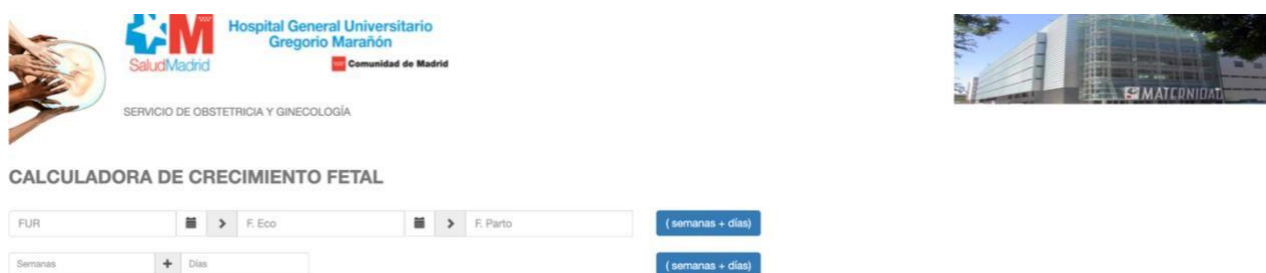 Hospital General Universitario
Gregorio Marañón
SaludMadrid
Comunidad de Madrid
MATERNIDAD
SERVICIO DE OBSTETRICIA Y GINECOLOGÍA
CALCULADORA DE CRECIMIENTO FETAL
FUR > F. Eco > F. Parto ( semanas + días)
Semanas + Días ( semanas + días)